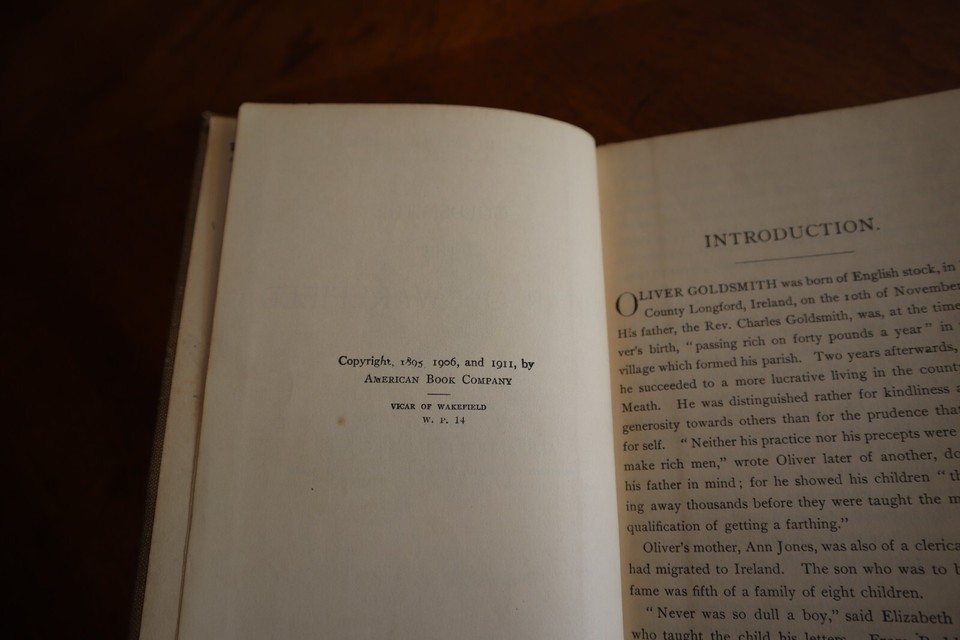 Copyright, 1895 1906, and 1911, by
AMERICAN BOOK COMPANY
VICAR OF WAKEFIELD
W. P. 14
INTRODUCTION.
OLIVER GOLDSMITH was born of English stock, in
County Longford, Ireland, on the 10th of November
His father, the Rev. Charles Goldsmith, was, at the time
ver's birth, "passing rich on forty pounds a year" in
village which formed his parish. Two years afterwards,
he succeeded to a more lucrative living in the
Meath. He was distinguished rather for kindliness
generosity towards others than for the prudence
for self. "Neither his practice nor his precepts were
make rich men," wrote Oliver later of another,
his father in mind; for he showed his children "
ing away thousands before they were taught the
qualification of getting a farthing."
Oliver's mother, Ann Jones, was also of a
had migrated to Ireland. The son who was to
fame was fifth of a family of eight children.
"Never was so dull a boy," said Elizabeth
who taught the child his letters.